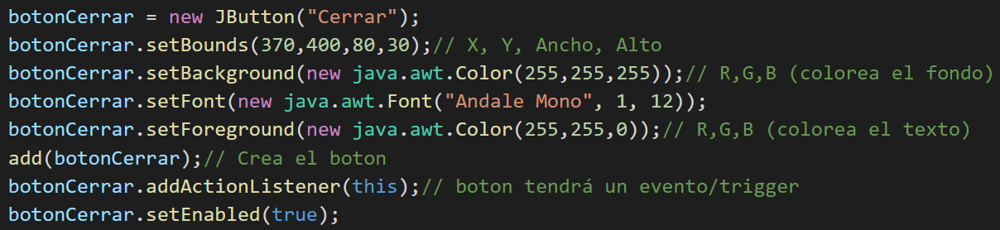 botonCerrar = new JButton("Cerrar");
botonCerrar.setBounds(370,400,80,30);// X, Y, Ancho, Alto
botonCerrar.setBackground(new java.awt.Color(255,255,255));// R,G,B (colorea el fondo)
botonCerrar.setFont(new java.awt.Font("Andale Mono", 1, 12));
botonCerrar.setForeground(new java.awt.Color(255,255,0));// R,G,B (colorea el texto)
add(botonCerrar);// Crea el boton
botonCerrar.addActionListener(this);// boton tendrá un evento/trigger
botonCerrar.setEnabled(true);